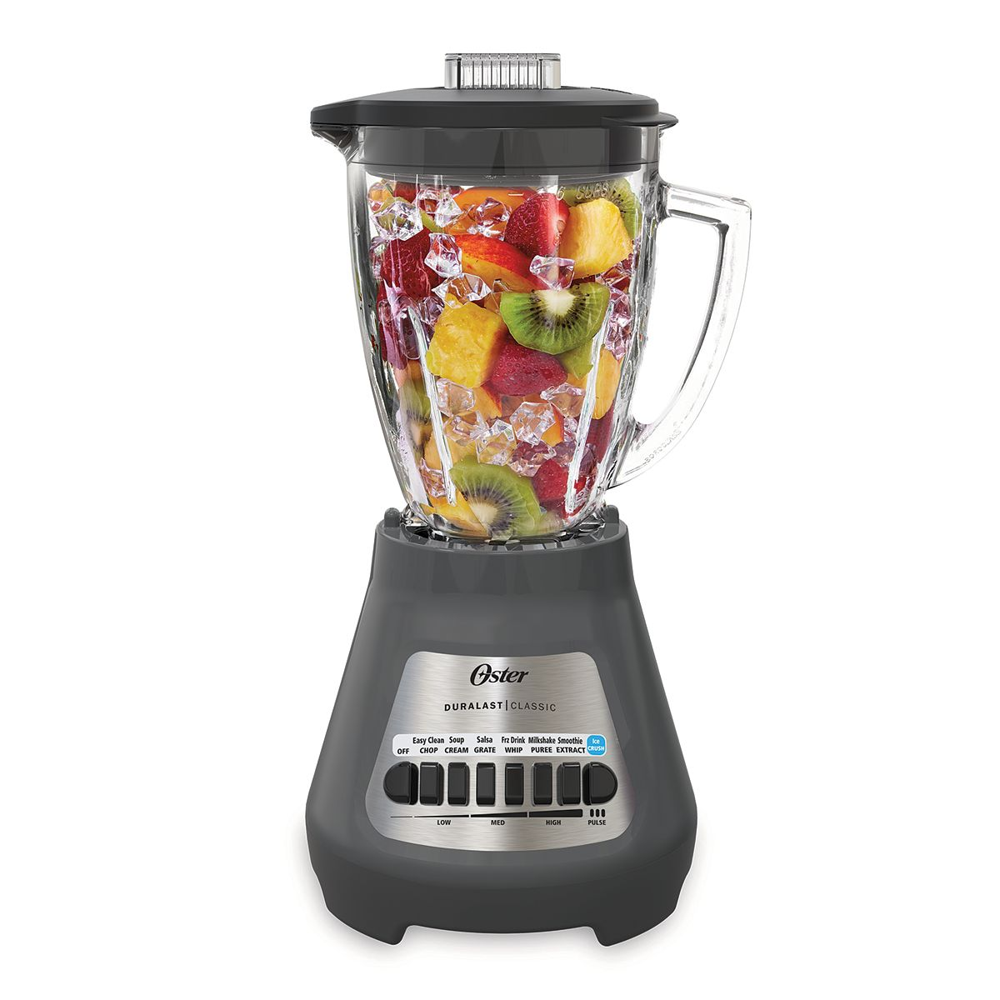 6 CUPS
BOROCLASS
Oster
DURALAST|CLASSIC
Easy Clean Soup Salsa Frz Drink Milkshake Smoothie Ice
OFF CHOP CREAM GRATE WHIP PUREE EXTRACT CRUSH
LOW MED HIGH PULSE